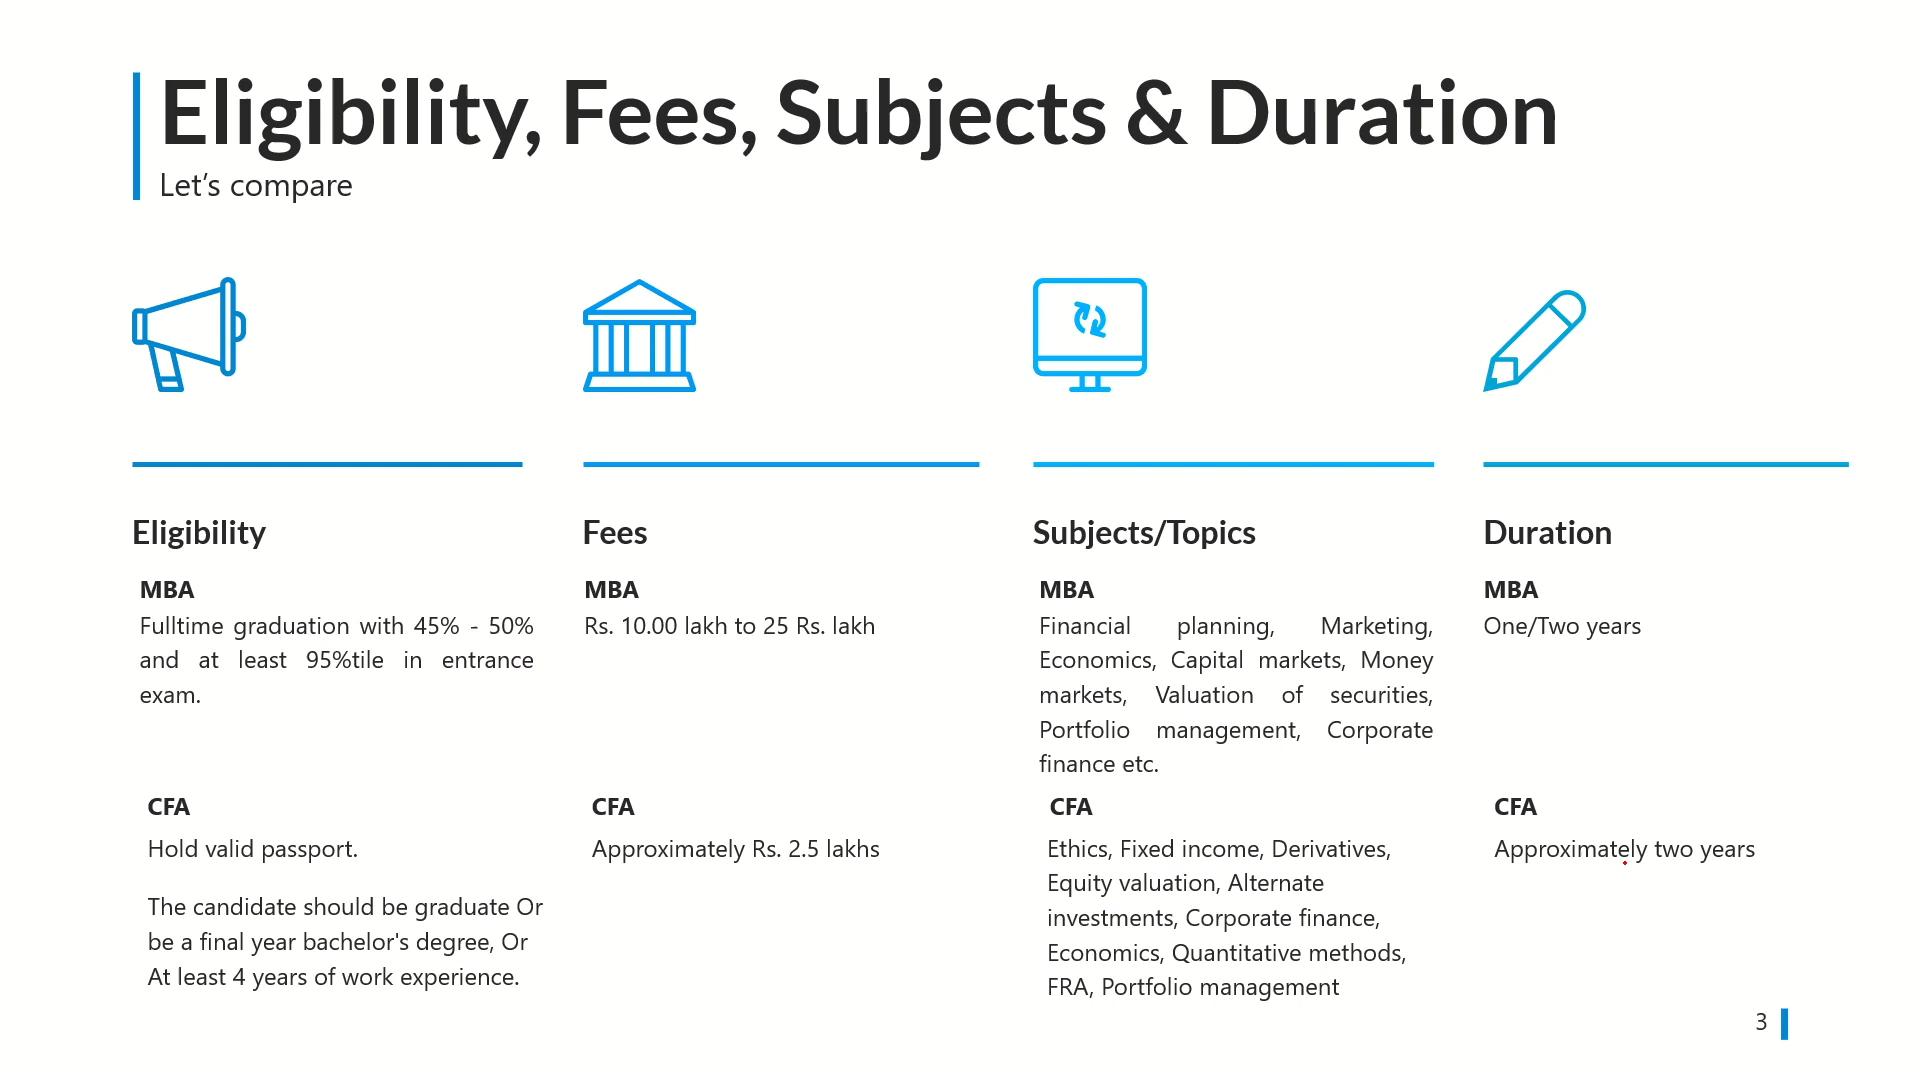 Eligibility, Fees, Subjects & Duration
Let’s compare
Eligibility
MBA
Fulltime graduation with 45% - 50%
and at least 95%tile in entrance
exam.
CFA
Hold valid passport.
The candidate should be graduate Or
be a final year bachelor's degree, Or
At least 4 years of work experience.
Fees
MBA
Rs. 10.00 lakh to 25 Rs. lakh
CFA
Approximately Rs. 2.5 lakhs
Subjects/Topics
MBA
Financial planning, Marketing,
Economics, Capital markets, Money
markets, Valuation of securities,
Portfolio management, Corporate
finance etc.
CFA
Ethics, Fixed income, Derivatives,
Equity valuation, Alternate
investments, Corporate finance,
Economics, Quantitative methods,
FRA, Portfolio management
Duration
MBA
One/Two years
CFA
Approximately two years
3